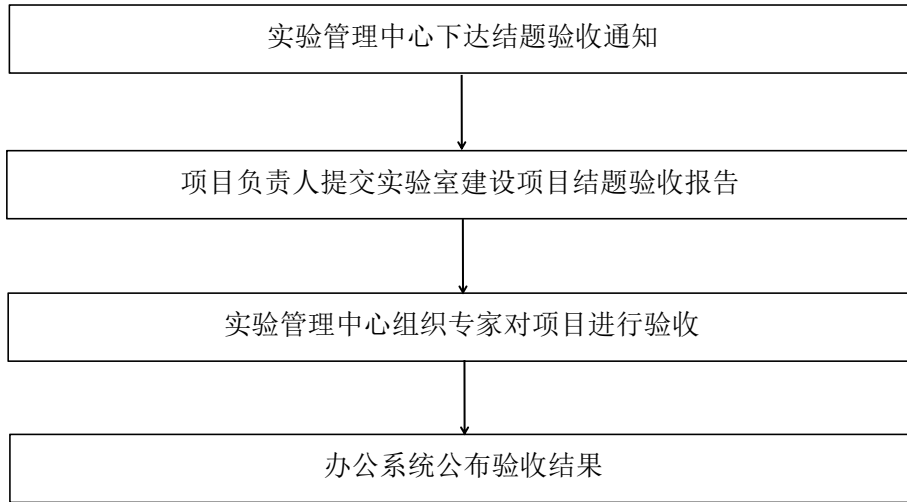 实验管理中心下达结题验收通知
项目负责人提交实验室建设项目结题验收报告
实验管理中心组织专家对项目进行验收
办公系统公布验收结果